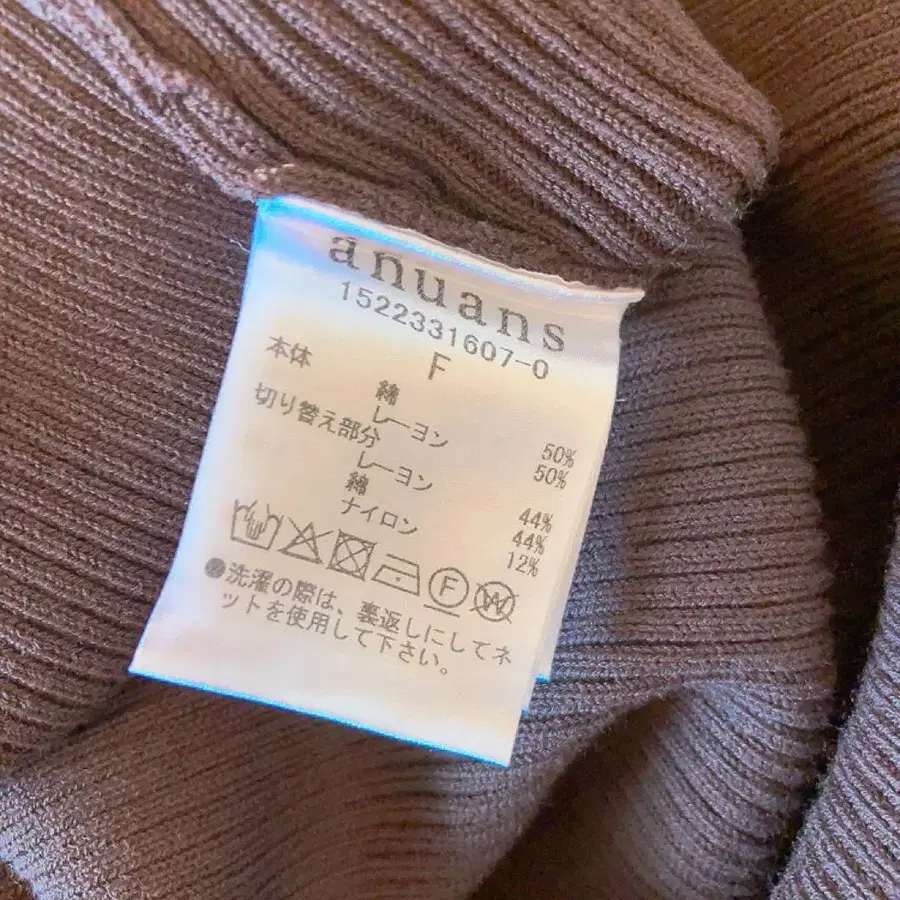 anuans
1522331607-0
F
本体
綿 50%
レーヨン 50%
切り替え部分
レーヨン 44%
綿 44%
ナイロン 12%
F W
●洗濯の際は、裏返しにしてネ
ットを使用して下さい。